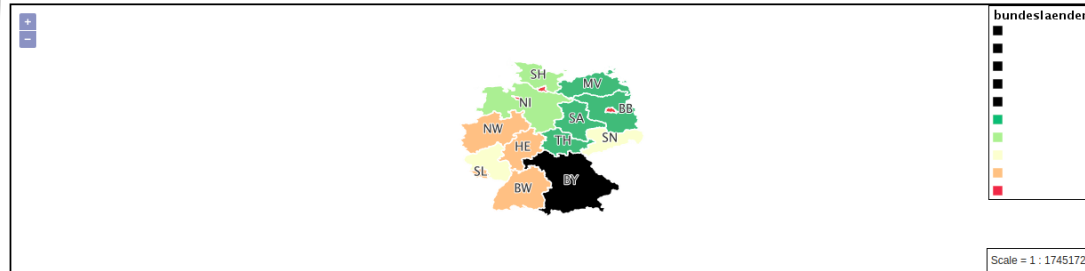 +
bundeslaender
−
SH
MV
NI
BB
SA
NW
SN
TH
HE
SL
BY
BW
Scale = 1 : 1745172